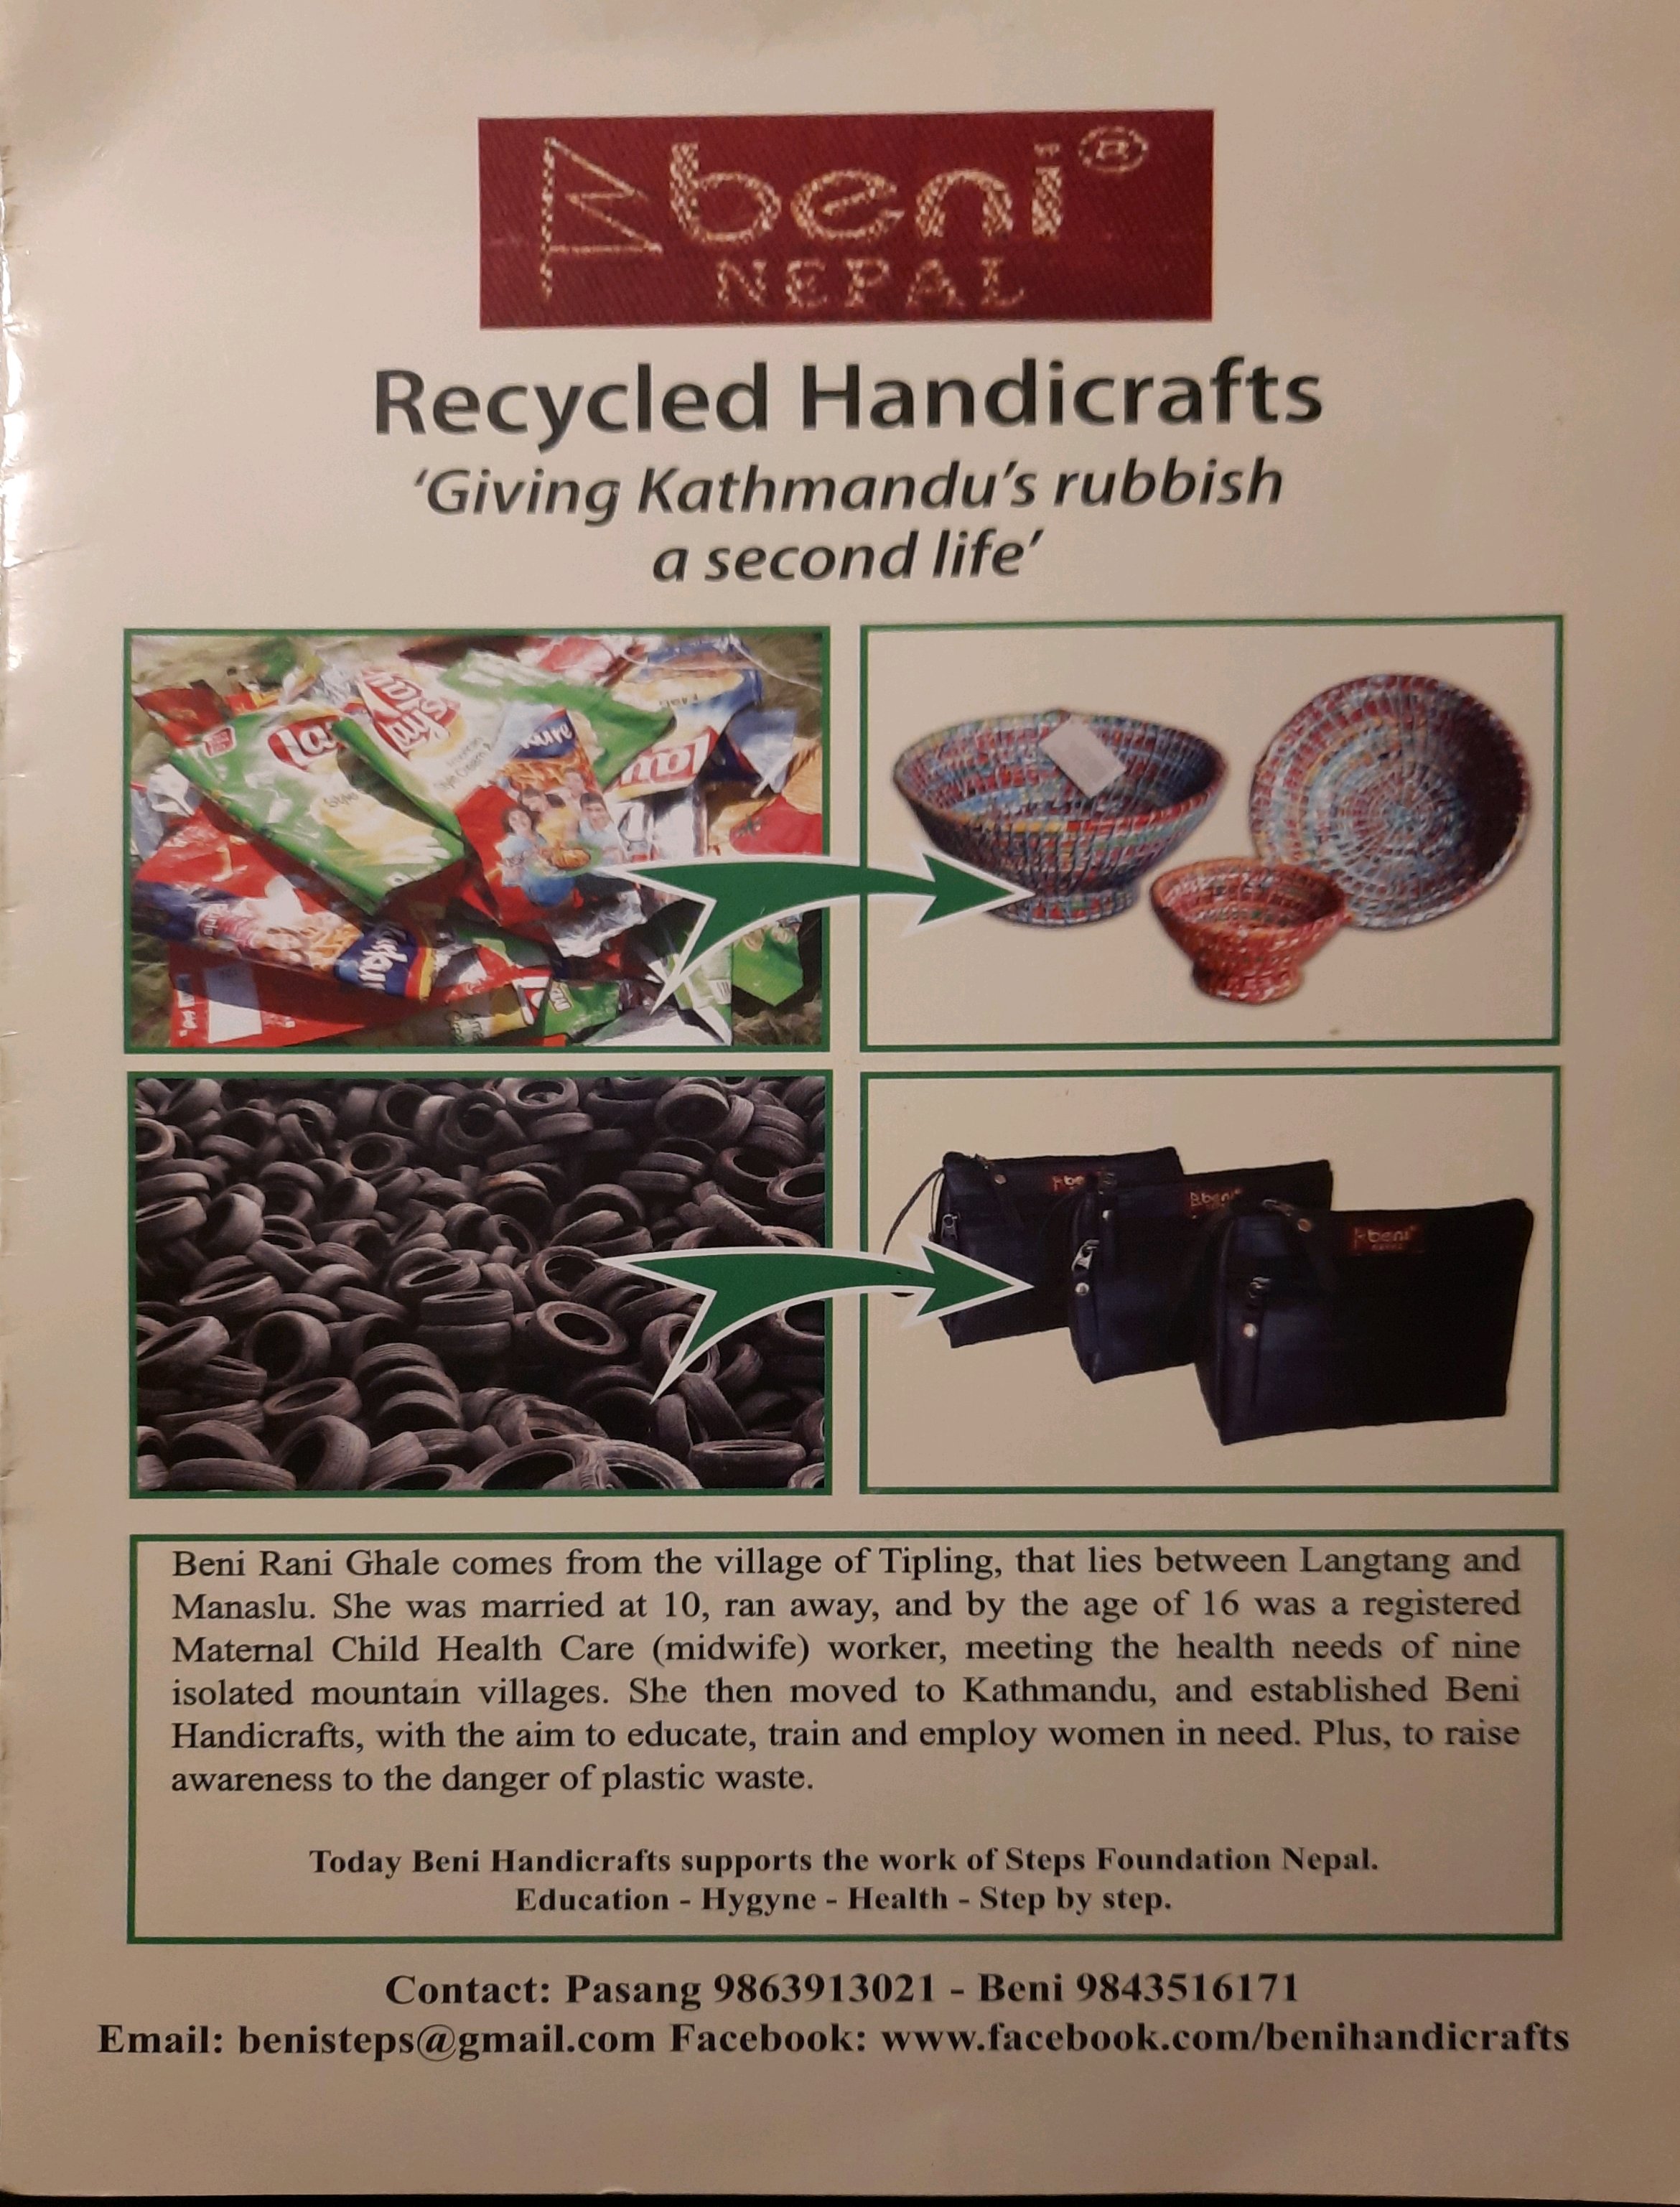 beni®
NEPAL
Recycled Handicrafts
‘Giving Kathmandu’s rubbish
a second life’
Lay's
Kure
beni
beni
beni
NEPAL
Beni Rani Ghale comes from the village of Tipling, that lies between Langtang and
Manaslu. She was married at 10, ran away, and by the age of 16 was a registered
Maternal Child Health Care (midwife) worker, meeting the health needs of nine
isolated mountain villages. She then moved to Kathmandu, and established Beni
Handicrafts, with the aim to educate, train and employ women in need. Plus, to raise
awareness to the danger of plastic waste.
Today Beni Handicrafts supports the work of Steps Foundation Nepal.
Education - Hygyne - Health - Step by step.
Contact: Pasang 9863913021 - Beni 9843516171
Email: benisteps@gmail.com Facebook: www.facebook.com/benihandicrafts